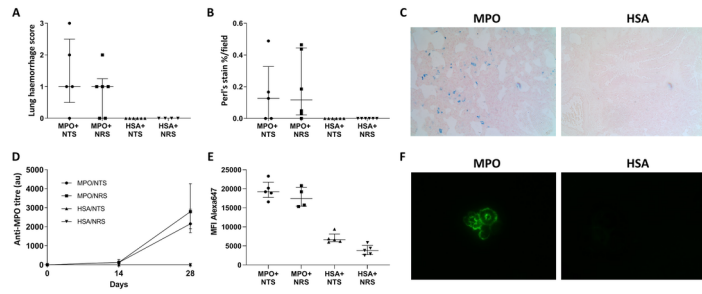 A
Lung haemorrhage score
3
2
1
0
MPO+ NTS
MPO+ NRS
HSA+ NTS
HSA+ NRS
B
Perl's stain %/field
0.6
0.4
0.2
0.0
MPO+ NTS
MPO+ NRS
HSA+ NTS
HSA+ NRS
C
MPO
HSA
D
Anti-MPO titre (au)
5000
4000
3000
2000
1000
0
MPO/NTS
MPO/NRS
HSA/NTS
HSA/NRS
0
14
28
Days
E
MFI Alexa647
25000
20000
15000
10000
5000
0
MPO+ NTS
MPO+ NRS
HSA+ NTS
HSA+ NRS
F
MPO
HSA